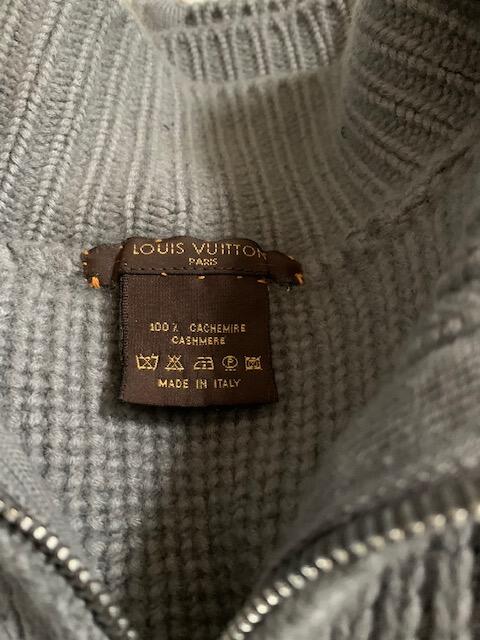 LOUIS VUITTON
PARIS
100 % CACHEMIRE
CASHMERE
MADE IN ITALY